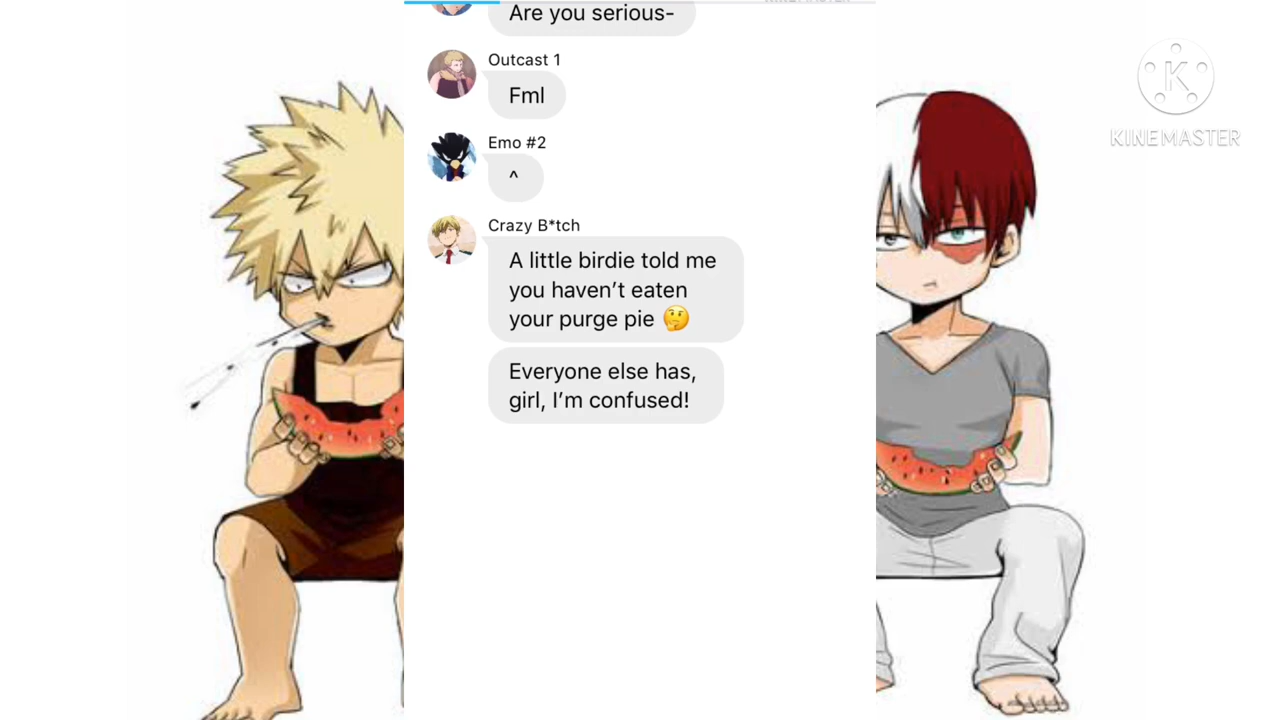 Are you serious-
Outcast 1
Fml
Emo #2
^
Crazy B*tch
A little birdie told me
you haven't eaten
your purge pie 🤔
Everyone else has,
girl, I'm confused!
K
KINEMASTER